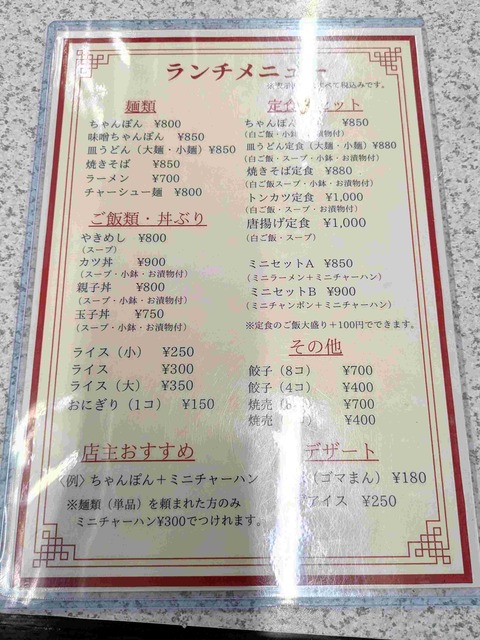 ランチメニュー
て税込みです。
麺類
ちゃんぽん ¥800
味噌ちゃんぽん ¥850
皿うどん(大麺・小麺)¥850
焼きそば ¥850
ラーメン ¥700
チャーシュー麺 ¥800
ご飯類・丼ぶり
やきめし ¥800
(スープ)
カツ丼 ¥900
(スープ・小鉢・お漬物付)
親子丼 ¥800
(スープ・小鉢・お漬物付)
玉子丼 ¥750
(スープ・小鉢・お漬物付)
ライス(小) ¥250
ライス ¥300
ライス(大) ¥350
おにぎり(1コ) ¥150
店主おすすめ
〈例〉ちゃんぽん+ミニチャーハン
※麺類(単品)を頼まれた方のみ
ミニチャーハン¥300でつけれます。
定食 セット
ちゃんぽん ¥850
(白ご飯・小鉢 漬物付)
皿うどん定食(大麺・小麺)¥880
(白ご飯・スープ・小鉢・お漬物付)
焼きそば定食 ¥880
(白ご飯スープ・小鉢・お漬物付)
トンカツ定食 ¥1,000
(白ご飯・スープ・お漬物付)
唐揚げ定食 ¥1,000
(白ご飯・スープ)
ミニセットA ¥850
(ミニラーメン+ミニチャーハン)
ミニセットB ¥900
(ミニチャンポン+ミニチャーハン)
※定食のご飯大盛り+100円でできます。
その他
餃子(8コ) ¥700
餃子(4コ) ¥400
焼売 ¥700
焼売 ¥400
デザート
(ゴマまん) ¥180
アイス ¥250